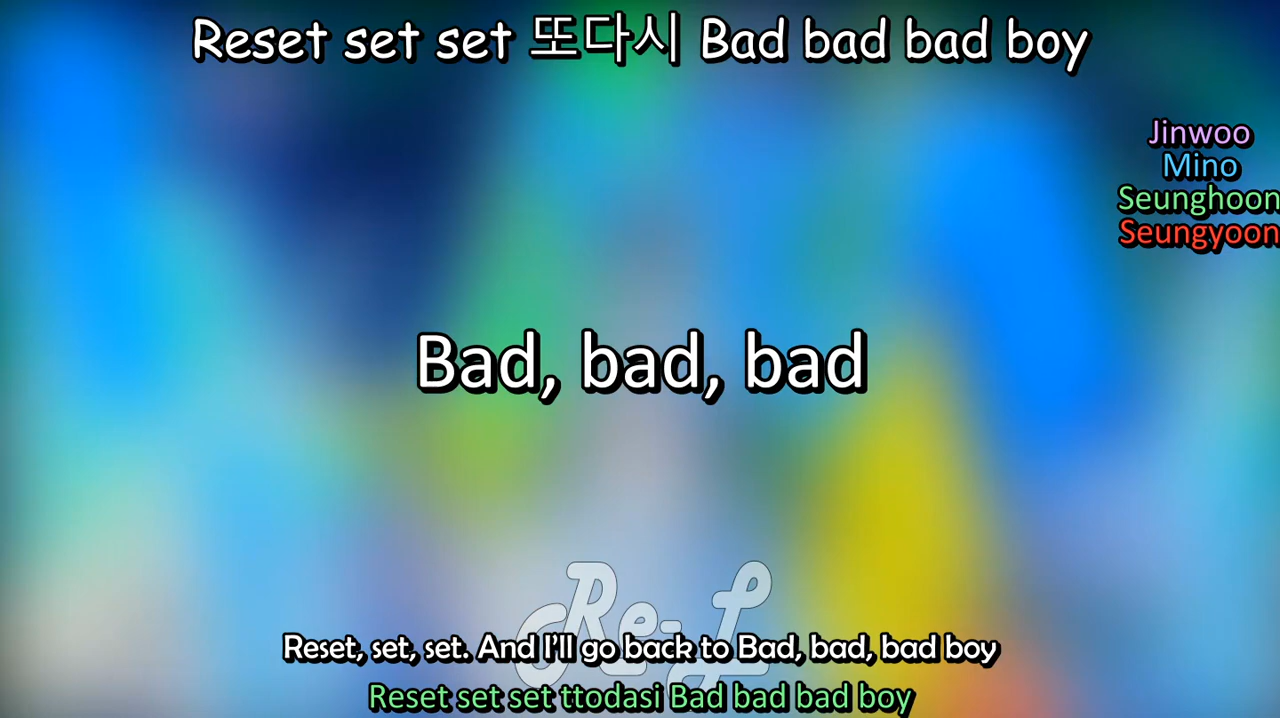 Reset set set 또다시 Bad bad bad boy
Jinwoo
Mino
Seunghoon
Seungyoon
Bad, bad, bad
Re-L
Reset, set, set. And I'll go back to Bad, bad, bad boy
Reset set set ttodasi Bad bad bad boy